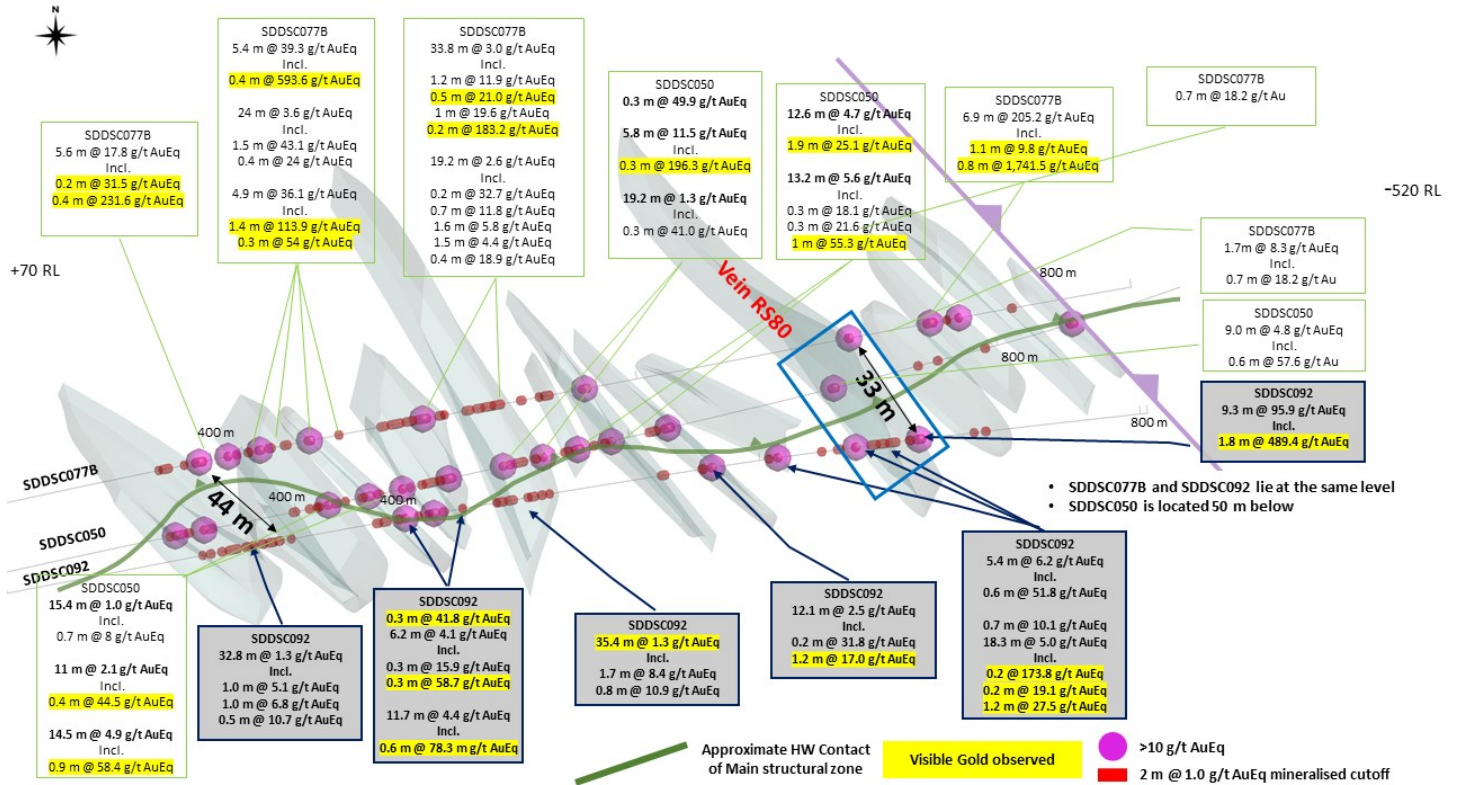 N
SDDSC077B
5.6 m @ 17.8 g/t AuEq
Incl.
0.2 m @ 31.5 g/t AuEq
0.4 m @ 231.6 g/t AuEq
SDDSC077B
5.4 m @ 39.3 g/t AuEq
Incl.
0.4 m @ 593.6 g/t AuEq
24 m @ 3.6 g/t AuEq
Incl.
1.5 m @ 43.1 g/t AuEq
0.4 m @ 24 g/t AuEq
4.9 m @ 36.1 g/t AuEq
Incl.
1.4 m @ 113.9 g/t AuEq
0.3 m @ 54 g/t AuEq
SDDSC077B
33.8 m @ 3.0 g/t AuEq
Incl.
1.2 m @ 11.9 g/t AuEq
0.5 m @ 21.0 g/t AuEq
1 m @ 19.6 g/t AuEq
0.2 m @ 183.2 g/t AuEq
19.2 m @ 2.6 g/t AuEq
Incl.
0.2 m @ 32.7 g/t AuEq
0.7 m @ 11.8 g/t AuEq
1.6 m @ 5.8 g/t AuEq
1.5 m @ 4.4 g/t AuEq
0.4 m @ 18.9 g/t AuEq
SDDSC050
0.3 m @ 49.9 g/t AuEq
5.8 m @ 11.5 g/t AuEq
Incl.
0.3 m @ 196.3 g/t AuEq
19.2 m @ 1.3 g/t AuEq
Incl.
0.3 m @ 41.0 g/t AuEq
SDDSC050
12.6 m @ 4.7 g/t AuEq
Incl.
1.9 m @ 25.1 g/t AuEq
13.2 m @ 5.6 g/t AuEq
Incl.
0.3 m @ 18.1 g/t AuEq
0.3 m @ 21.6 g/t AuEq
1 m @ 55.3 g/t AuEq
SDDSC077B
6.9 m @ 205.2 g/t AuEq
Incl.
1.1 m @ 9.8 g/t AuEq
0.8 m @ 1,741.5 g/t AuEq
SDDSC077B
0.7 m @ 18.2 g/t Au
-520 RL
+70 RL
SDDSC077B
1.7m @ 8.3 g/t AuEq
Incl.
0.7 m @ 18.2 g/t Au
SDDSC050
9.0 m @ 4.8 g/t AuEq
Incl.
0.6 m @ 57.6 g/t Au
SDDSC092
9.3 m @ 95.9 g/t AuEq
Incl.
1.8 m @ 489.4 g/t AuEq
Vein RS80
800 m
800 m
800 m
33 m
400 m
400 m
400 m
44 m
SDDSC077B
SDDSC050
SDDSC092
• SDDSC077B and SDDSC092 lie at the same level
• SDDSC050 is located 50 m below
SDDSC050
15.4 m @ 1.0 g/t AuEq
Incl.
0.7 m @ 8 g/t AuEq
11 m @ 2.1 g/t AuEq
Incl.
0.4 m @ 44.5 g/t AuEq
14.5 m @ 4.9 g/t AuEq
Incl.
0.9 m @ 58.4 g/t AuEq
SDDSC092
32.8 m @ 1.3 g/t AuEq
Incl.
1.0 m @ 5.1 g/t AuEq
1.0 m @ 6.8 g/t AuEq
0.5 m @ 10.7 g/t AuEq
SDDSC092
0.3 m @ 41.8 g/t AuEq
6.2 m @ 4.1 g/t AuEq
Incl.
0.3 m @ 15.9 g/t AuEq
0.3 m @ 58.7 g/t AuEq
11.7 m @ 4.4 g/t AuEq
Incl.
0.6 m @ 78.3 m g/t AuEq
SDDSC092
35.4 m @ 1.3 g/t AuEq
Incl.
1.7 m @ 8.4 g/t AuEq
0.8 m @ 10.9 g/t AuEq
SDDSC092
12.1 m @ 2.5 g/t AuEq
Incl.
0.2 m @ 31.8 g/t AuEq
1.2 m @ 17.0 g/t AuEq
SDDSC092
5.4 m @ 6.2 g/t AuEq
Incl.
0.6 m @ 51.8 g/t AuEq
0.7 m @ 10.1 g/t AuEq
18.3 m @ 5.0 g/t AuEq
Incl.
0.2 @ 173.8 g/t AuEq
0.2 m @ 19.1 g/t AuEq
1.2 m @ 27.5 g/t AuEq
Approximate HW Contact
of Main structural zone
Visible Gold observed
>10 g/t AuEq
2 m @ 1.0 g/t AuEq mineralised cutoff